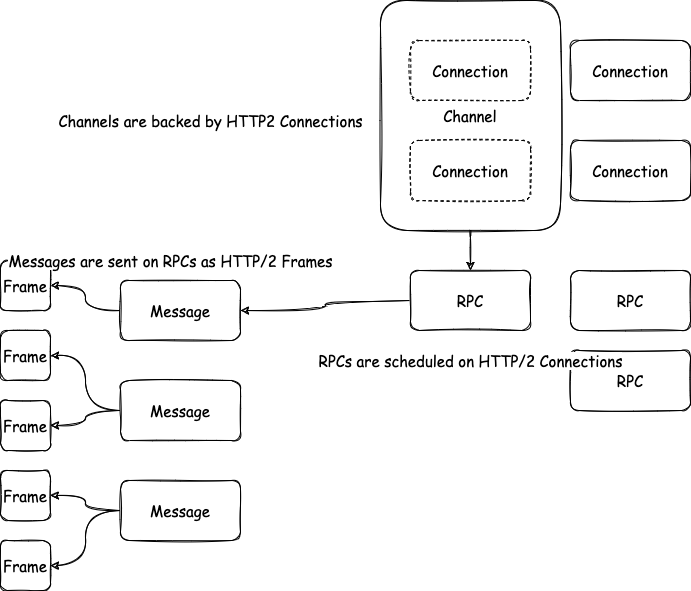 Connection
Connection
Channels are backed by HTTP2 Connections
Channel
Connection
Connection
Messages are sent on RPCs as HTTP/2 Frames
Frame
Message
RPC
RPC
Frame
RPCs are scheduled on HTTP/2 Connections
RPC
Message
Frame
Frame
Message
Frame